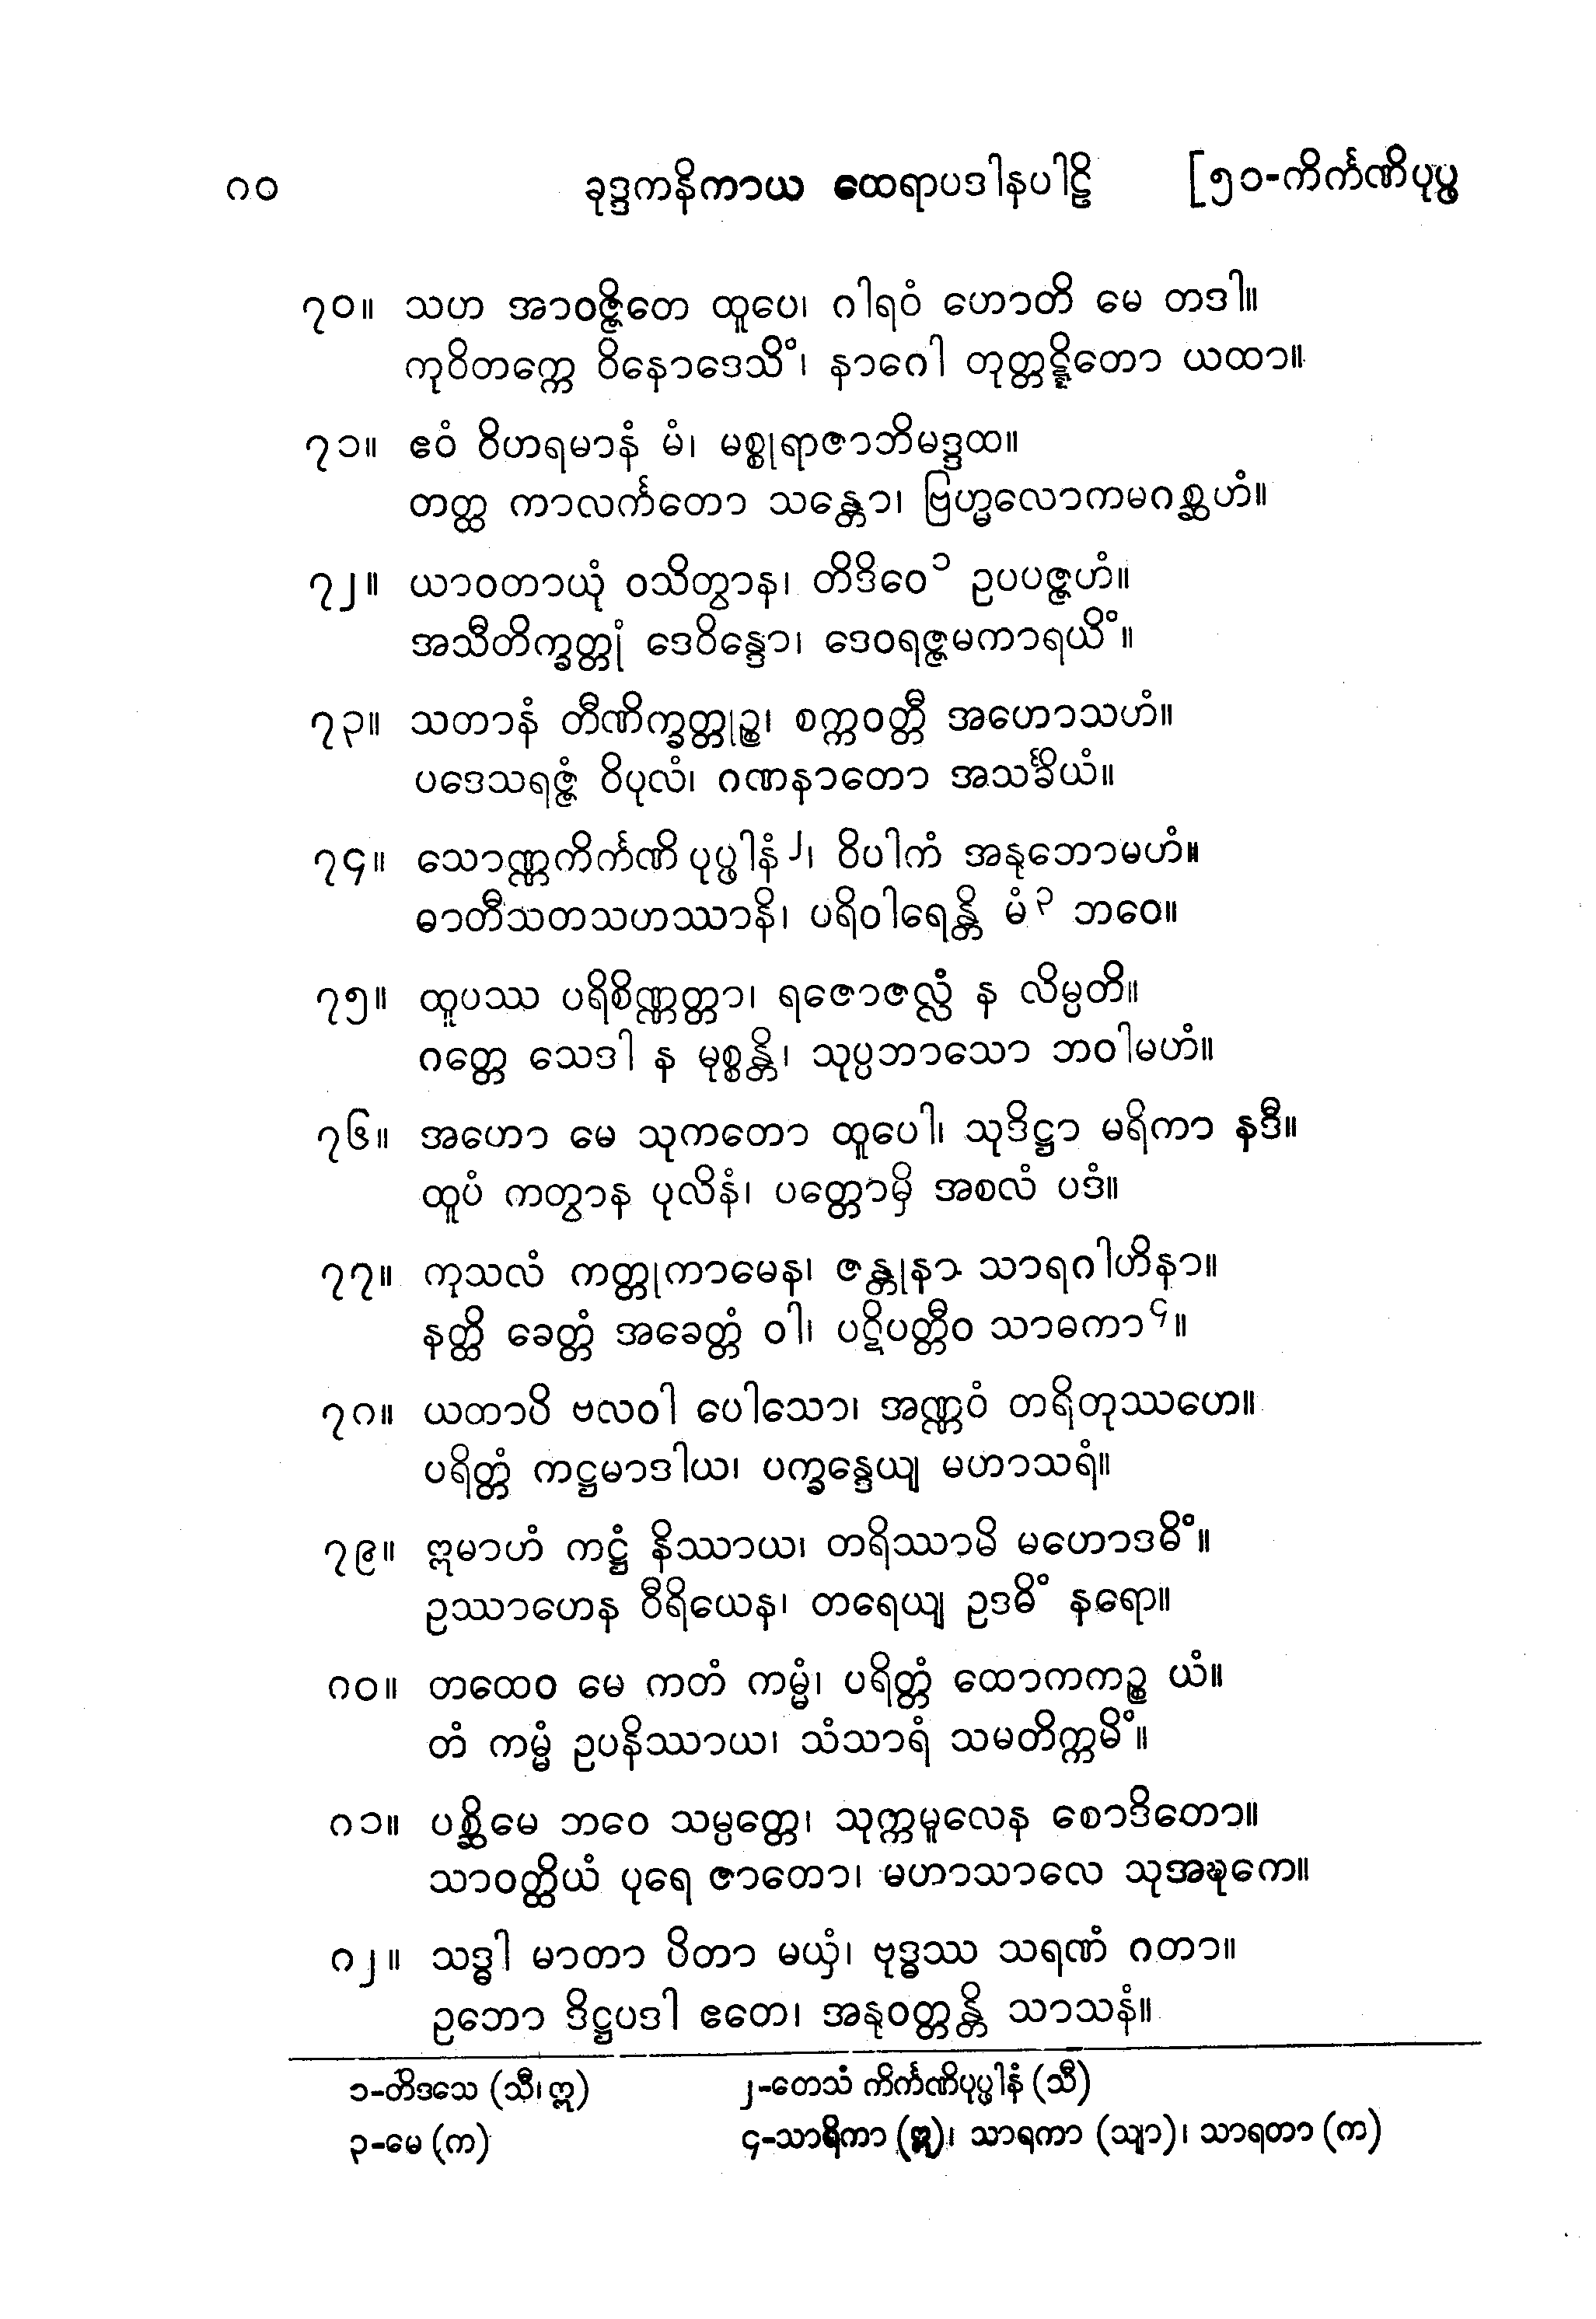 ၈၀ ခုဒ္ဒကနိကာယ ထေရာပဒါနပါဠိ [၅၀-ကိင်္ကဏိပုပ္ဖ
၇၀။ သဟ အာဝဇ္ဇိတေ ထူပေ၊ ဂါရဝံ ဟောတိ မေ တဒါ။
ကုဝိတက္ကေ ဝိနောဒေသိံ၊ နာဂေါ တုတ္တဋ္ဋိတော ယထာ။
၇၁။ ဧဝံ ဝိဟရမာနံ မံ၊ မစ္စုရာဇာဘိမဒ္ဒထ။
တတ္ထ ကာလင်္ကတော သန္တော၊ ဗြဟ္မလောကမဂစ္ဆဟံ။
၇၂။ ယာဝတာယုံ ဝသိတွာန၊ တိဒိဝေ ၁ ဥပပဇ္ဇဟံ။
အသီတိက္ခတ္တုံ ဒေဝိန္ဒော၊ ဒေဝရဇ္ဇမကာရယိံ။
၇၃။ သတာနံ တီဏိက္ခတ္တုဉ္စ၊ စက္ကဝတ္တီ အဟောသဟံ။
ပဒေသရဇ္ဇံ ဝိပုလံ၊ ဂဏနာတော အသင်္ခိယံ။
၇၄။ သောဏ္ဏကိင်္ကဏိပုပ္ဖါနံ ၂၊ ဝိပါကံ အနုဘောမဟံ။
ဓာတီသတသဟဿာနိ၊ ပရိဝါရေန္တိ မံ ၃ ဘဝေ။
၇၅။ ထူပဿ ပရိစိဏ္ဏတ္တာ၊ ရဇောဇလ္လံ န လိမ္ပတိ။
ဂတ္တေ သေဒါ န မုစ္စန္တိ၊ သုပ္ပဘာသော ဘဝါမဟံ။
၇၆။ အဟော မေ သုကတော ထူပေါ၊ သုဒိဋ္ဌာ မရိကာ နဒီ။
ထူပံ ကတွာန ပုလိနံ၊ ပတ္တောမှိ အစလံ ပဒံ။
၇၇။ ကုသလံ ကတ္တုကာမေန၊ ဇန္တုနာ သာရဂါဟိနာ။
နတ္ထိ ခေတ္တံ အခေတ္တံ ဝါ၊ ပဋိပတ္တီဝ သာဓကာ ၄။
၇၈။ ယထာပိ ဗလဝါ ပေါသော၊ အဏ္ဏဝံ တရိတုဿဟေ။
ပရိတ္တံ ကဋ္ဌမာဒါယ၊ ပက္ခန္ဒေယျ မဟာသရံ။
၇၉။ ဣမာဟံ ကဋ္ဌံ နိဿာယ၊ တရိဿာမိ မဟောဒဓိံ။
ဥဿာဟေန ဝီရိယေန၊ တရေယျ ဥဒဓိံ နရော။
၈၀။ တထေဝ မေ ကတံ ကမ္မံ၊ ပရိတ္တံ ထောကကဉ္စ ယံ။
တံ ကမ္မံ ဥပနိဿာယ၊ သံသာရံ သမတိက္ကမိံ။
၈၁။ ပစ္ဆိမေ ဘဝေ သမ္ပတ္တေ၊ သုက္ကမူလေန စောဒိတော။
သာဝတ္ထိယံ ပုရေ ဇာတော၊ မဟာသာလေ သုအဍ္ဎကေ။
၈၂။ သဒ္ဓါ မာတာ ပိတာ မယှံ၊ ဗုဒ္ဓဿ သရဏံ ဂတာ။
ဥဘော ဒိဋ္ဌပဒါ ဧတေ၊ အနုဝတ္တန္တိ သာသနံ။
၁-တိဒသေ (သီ၊ ဣ) ၂-တေသံ ကိင်္ကဏိပုပ္ဖါနံ (သီ)
၃-မေ (က) ၄-သာရိကာ (ဣ)၊ သာရကာ (သျာ)၊ သာရတာ (က)